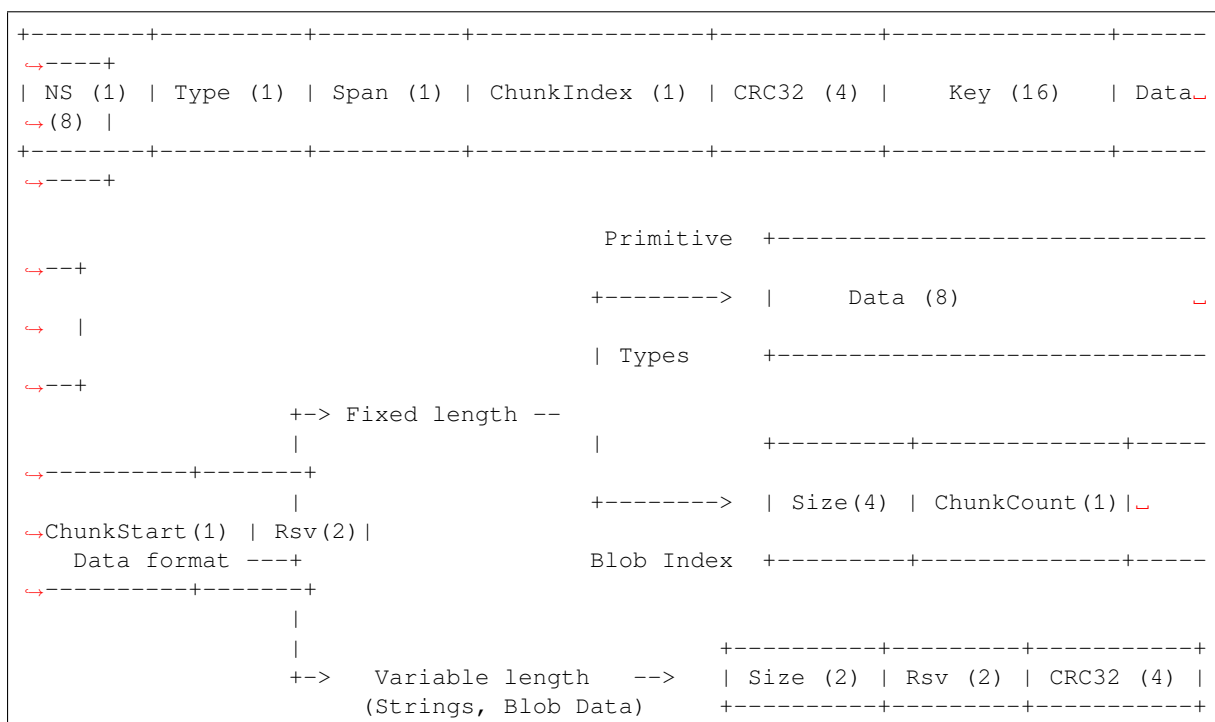 +--------+----------+----------+---------------+-----------+---------------+------
↪----+
| NS (1) | Type (1) | Span (1) | ChunkIndex (1) | CRC32 (4) |    Key (16)   | Data␣
↪(8) |
+--------+----------+----------+---------------+-----------+---------------+------
↪----+
                                       Primitive  +-----------------------------
↪--+
                                      +-------->  |     Data (8)                ␣
↪  |
                                      | Types     +-----------------------------
↪--+
                  +-> Fixed length --
                  |                   |           +---------+--------------+-----
↪----------+-------+
                  |                   +-------->  | Size(4) | ChunkCount(1)|␣
↪ChunkStart(1) | Rsv(2)|
   Data format ---+                   Blob Index  +---------+--------------+-----
↪----------+-------+
                  |
                  |                            +----------+---------+-----------+
                  +->   Variable length   -->  | Size (2) | Rsv (2) | CRC32 (4) |
                       (Strings, Blob Data)    +----------+---------+-----------+